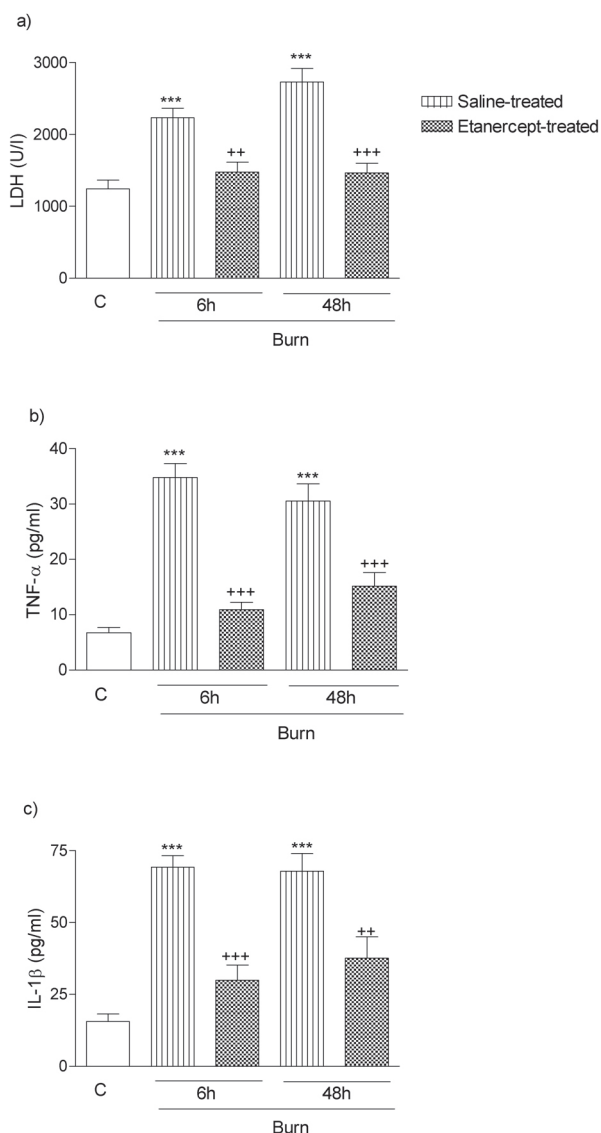 a)
3000
2000
1000
0
LDH (U/l)
***
++
***
+++
Saline-treated
Etanercept-treated
C
6h
48h
Burn
b)
40
30
20
10
0
TNF-α (pg/ml)
***
+++
***
+++
C
6h
48h
Burn
c)
75
50
25
0
IL-1β (pg/ml)
***
+++
***
++
C
6h
48h
Burn